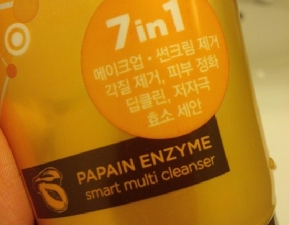 7in1
메이크업 · 썬크림 제거
각질 제거, 피부 정화
딥클린, 저자극
효소 세안
PAPAIN ENZYME
smart multi cleanser